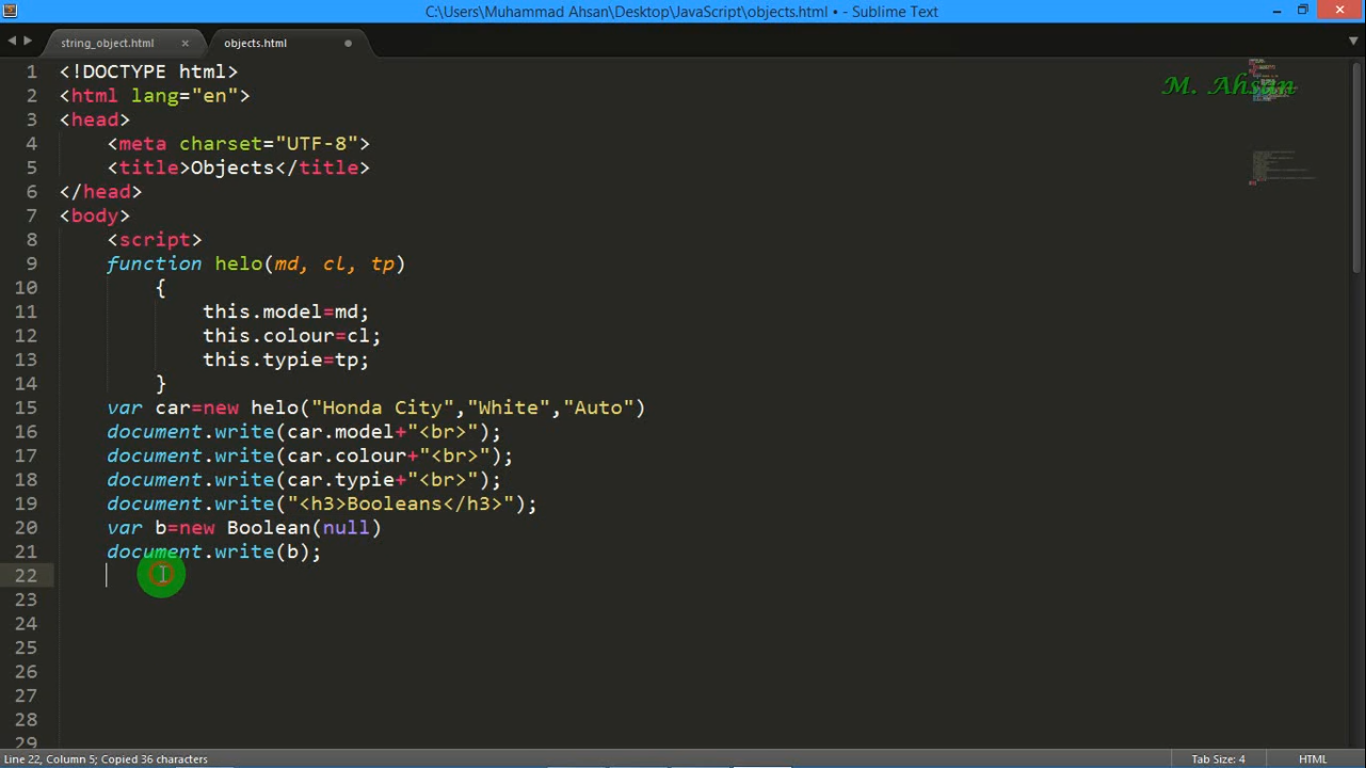 C:\Users\Muhammad Ahsan\Desktop\JavaScript\objects.html • - Sublime Text
string_object.html × objects.html
M. Ahsan
1 <!DOCTYPE html>
2 <html lang="en">
3 <head>
4 <meta charset="UTF-8">
5 <title>Objects</title>
6 </head>
7 <body>
8 <script>
9 function helo(md, cl, tp)
10 {
11 this.model=md;
12 this.colour=cl;
13 this.typie=tp;
14 }
15 var car=new helo("Honda City","White","Auto")
16 document.write(car.model+"<br>");
17 document.write(car.colour+"<br>");
18 document.write(car.typie+"<br>");
19 document.write("<h3>Booleans</h3>");
20 var b=new Boolean(null)
21 document.write(b);
22
23
24
25
26
27
28
29
Line 22, Column 5; Copied 36 characters Tab Size: 4 HTML